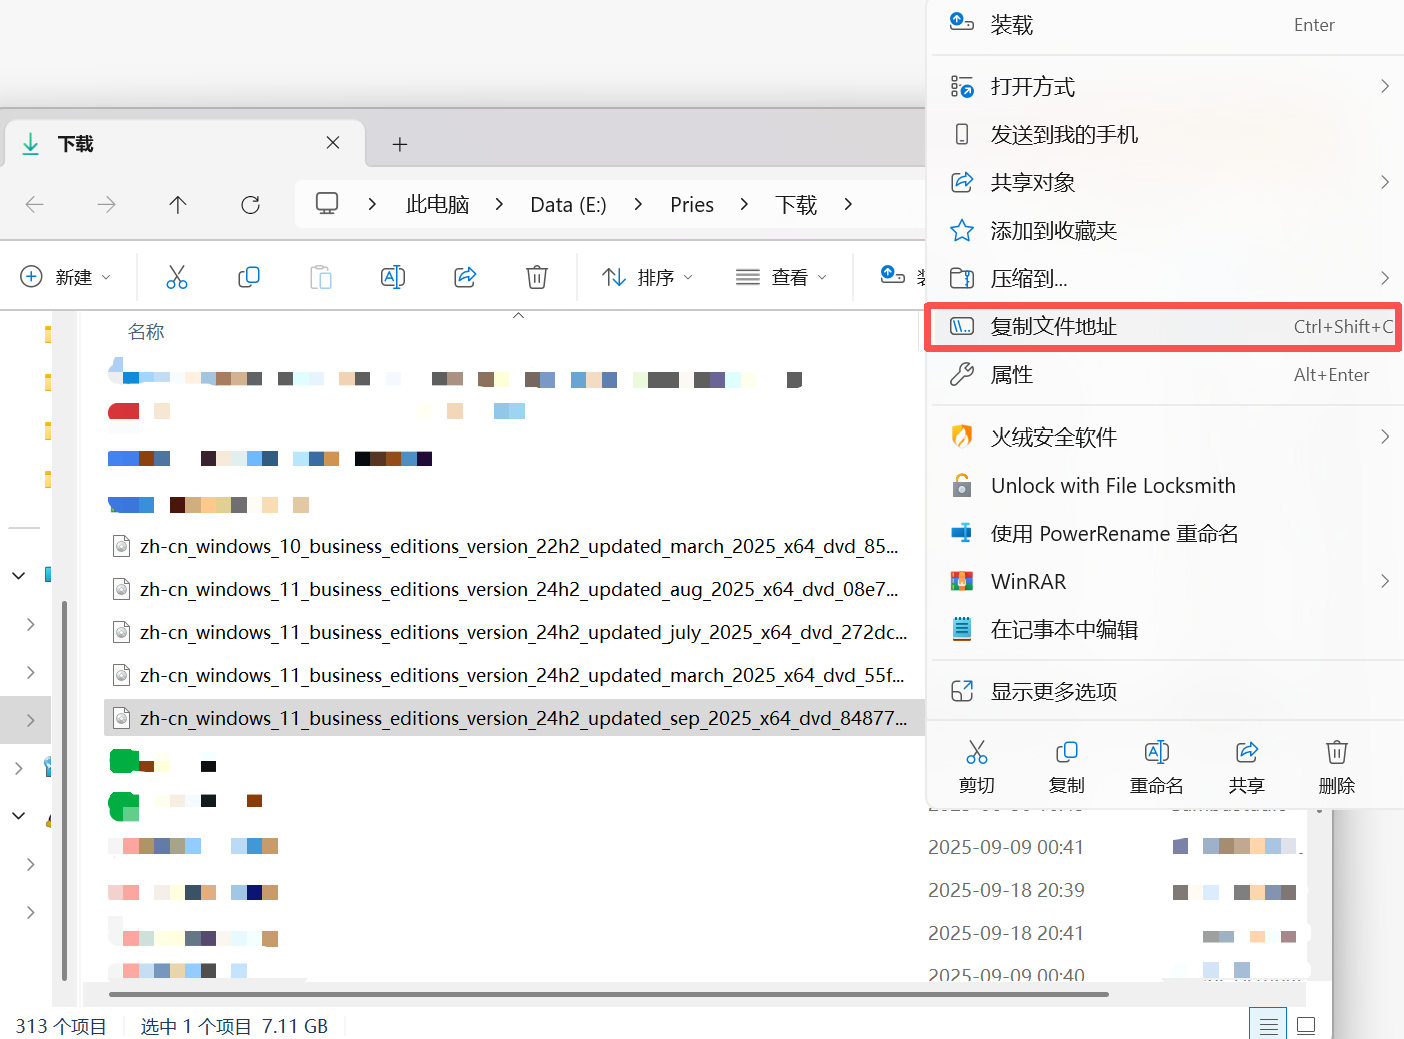 装载 Enter
打开方式
发送到我的手机
共享对象
添加到收藏夹
压缩到...
复制文件地址 Ctrl+Shift+C
属性 Alt+Enter
火绒安全软件
Unlock with File Locksmith
使用 PowerRename 重命名
WinRAR
在记事本中编辑
显示更多选项
剪切 复制 重命名 共享 删除
下载
此电脑 Data (E:) Pries 下载
新建 排序 查看
名称
zh-cn_windows_10_business_editions_version_22h2_updated_march_2025_x64_dvd_85...
zh-cn_windows_11_business_editions_version_24h2_updated_aug_2025_x64_dvd_08e7...
zh-cn_windows_11_business_editions_version_24h2_updated_july_2025_x64_dvd_272dc...
zh-cn_windows_11_business_editions_version_24h2_updated_march_2025_x64_dvd_55f...
zh-cn_windows_11_business_editions_version_24h2_updated_sep_2025_x64_dvd_84877...
2025-09-09 00:41
2025-09-18 20:39
2025-09-18 20:41
2025-09-09 00:40
313 个项目 选中 1 个项目 7.11 GB